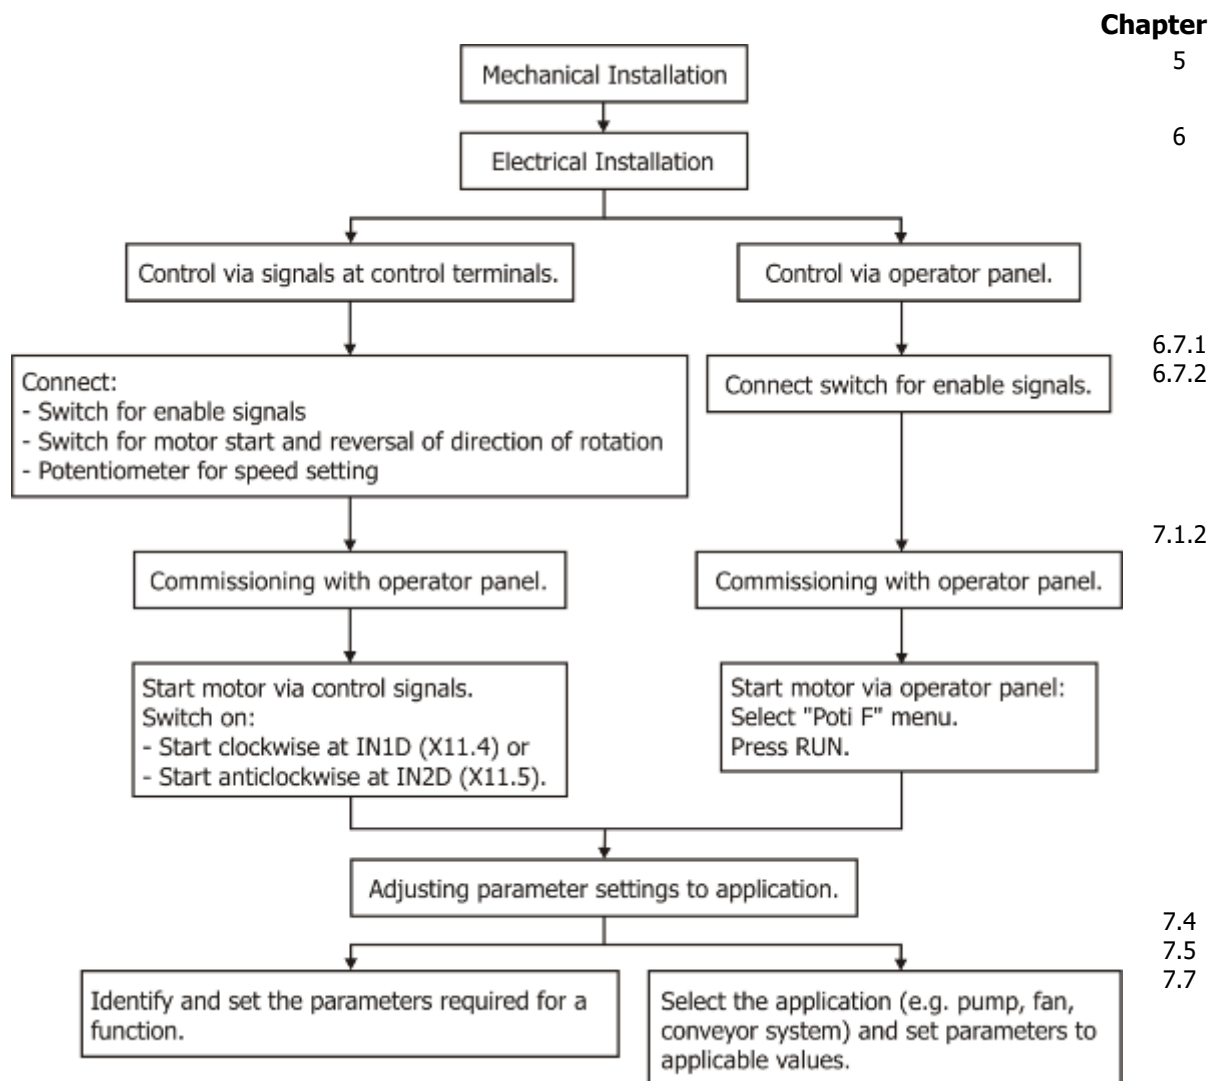 Chapter
Mechanical Installation
5
Electrical Installation
6
Control via signals at control terminals.
Control via operator panel.
Connect:
- Switch for enable signals
- Switch for motor start and reversal of direction of rotation
- Potentiometer for speed setting
Connect switch for enable signals.
6.7.1
6.7.2
7.1.2
Commissioning with operator panel.
Commissioning with operator panel.
Start motor via control signals.
Switch on:
- Start clockwise at IN1D (X11.4) or
- Start anticlockwise at IN2D (X11.5).
Start motor via operator panel:
Select "Poti F" menu.
Press RUN.
Adjusting parameter settings to application.
7.4
7.5
7.7
Identify and set the parameters required for a
function.
Select the application (e.g. pump, fan,
conveyor system) and set parameters to
applicable values.